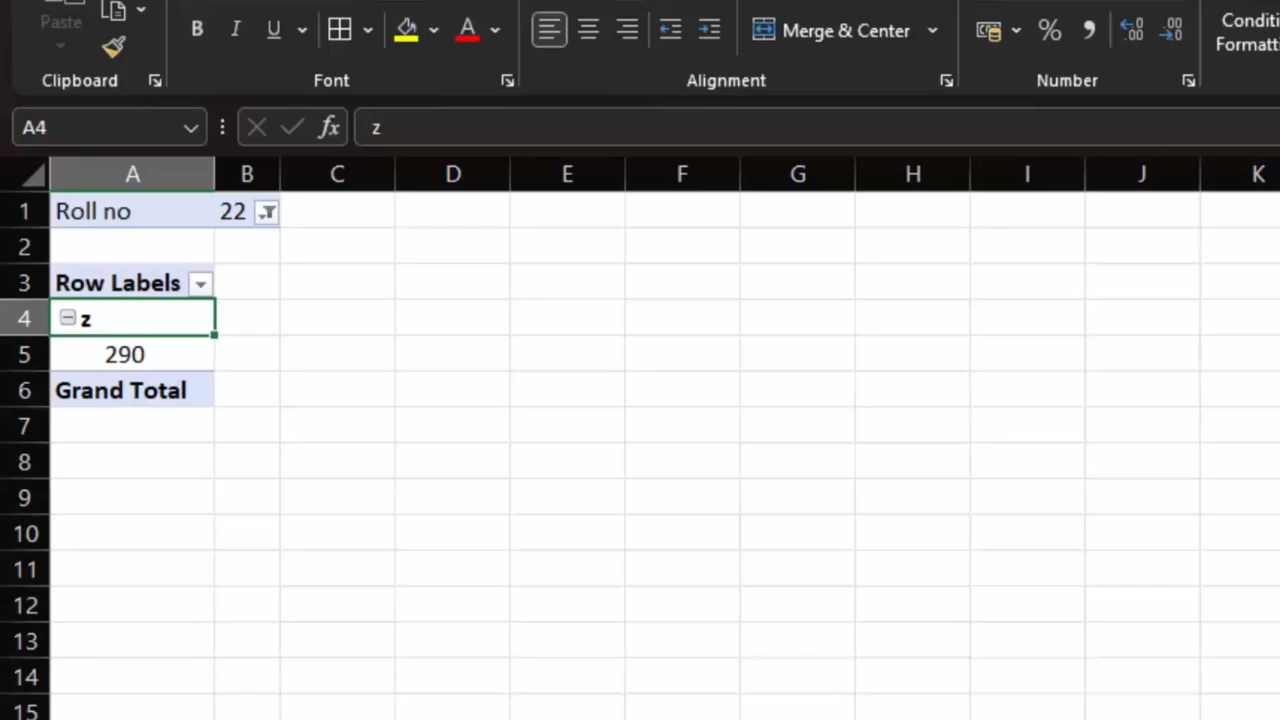 Paste
B I U A Merge & Center % , Conditi
Formatt
Clipboard Font Alignment Number
A4 fx z
A B C D E F G H I J K
1 Roll no 22
2
3 Row Labels
4 z
5 290
6 Grand Total
7
8
9
10
11
12
13
14
15